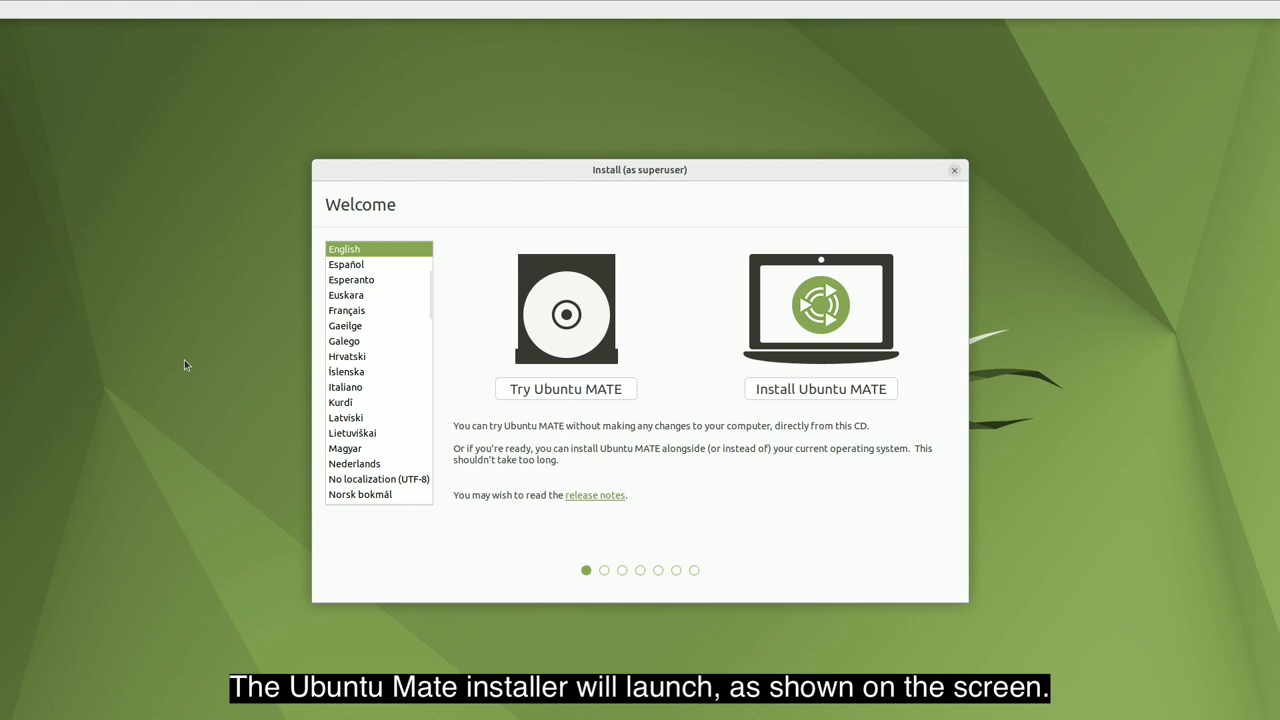 Install (as superuser)
Welcome
English
Español
Esperanto
Euskara
Français
Gaeilge
Galego
Hrvatski
Íslenska
Italiano
Kurdî
Latviski
Lietuviškai
Magyar
Nederlands
No localization (UTF-8)
Norsk bokmål
Try Ubuntu MATE
Install Ubuntu MATE
You can try Ubuntu MATE without making any changes to your computer, directly from this CD.
Or if you're ready, you can install Ubuntu MATE alongside (or instead of) your current operating system. This
shouldn't take too long.
You may wish to read the release notes.
The Ubuntu Mate installer will launch, as shown on the screen.